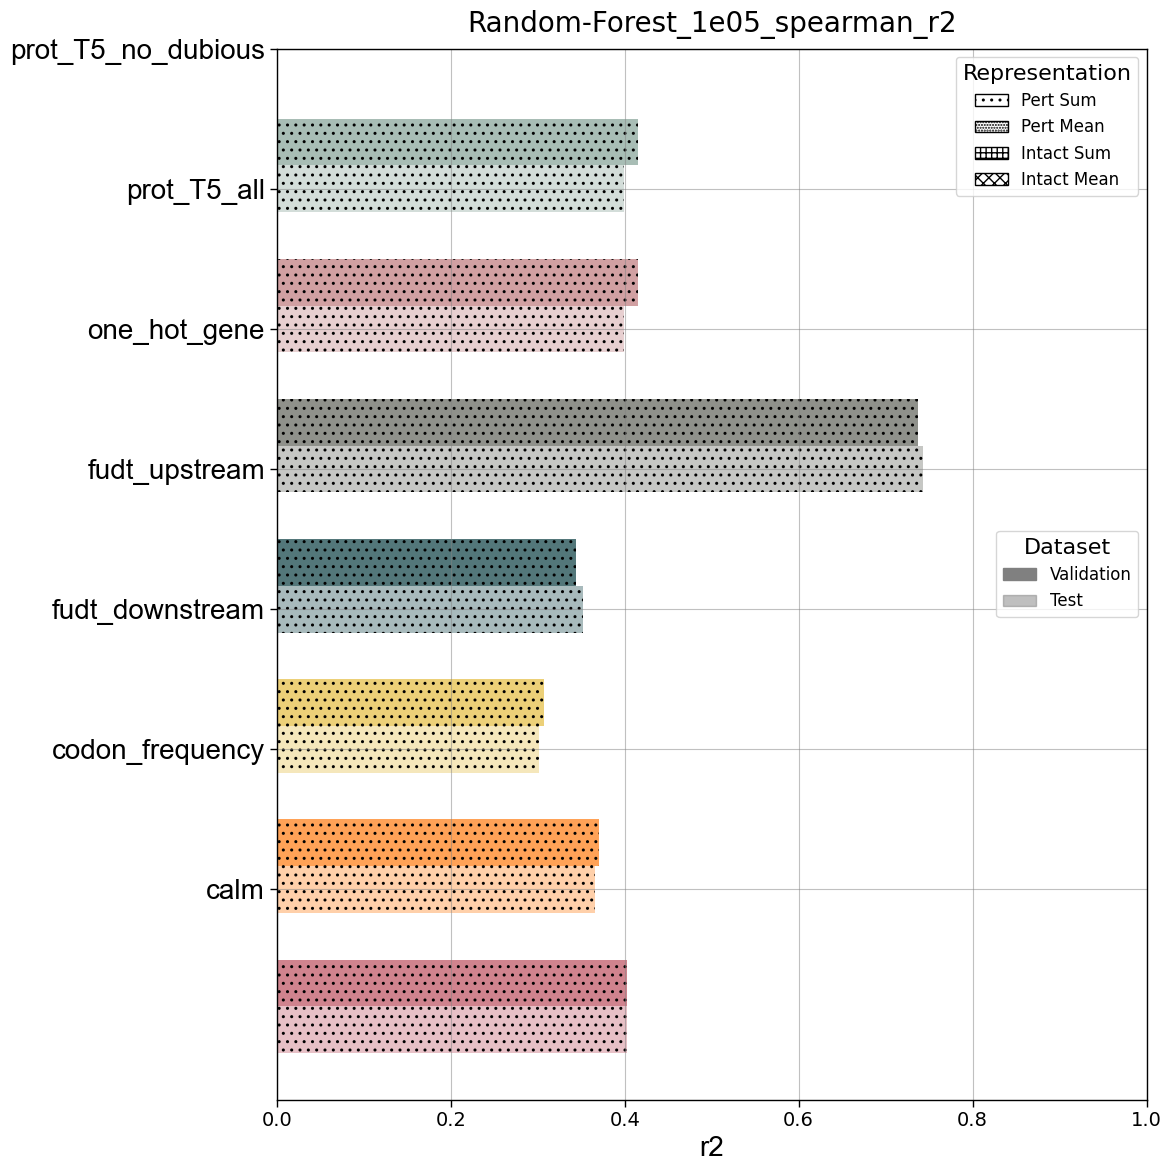 Random-Forest_1e05_spearman_r2
prot_T5_no_dubious
prot_T5_all
one_hot_gene
fudt_upstream
fudt_downstream
codon_frequency
calm
Representation
Pert Sum
Pert Mean
Intact Sum
Intact Mean
Dataset
Validation
Test
0.0 0.2 0.4 0.6 0.8 1.0
r2